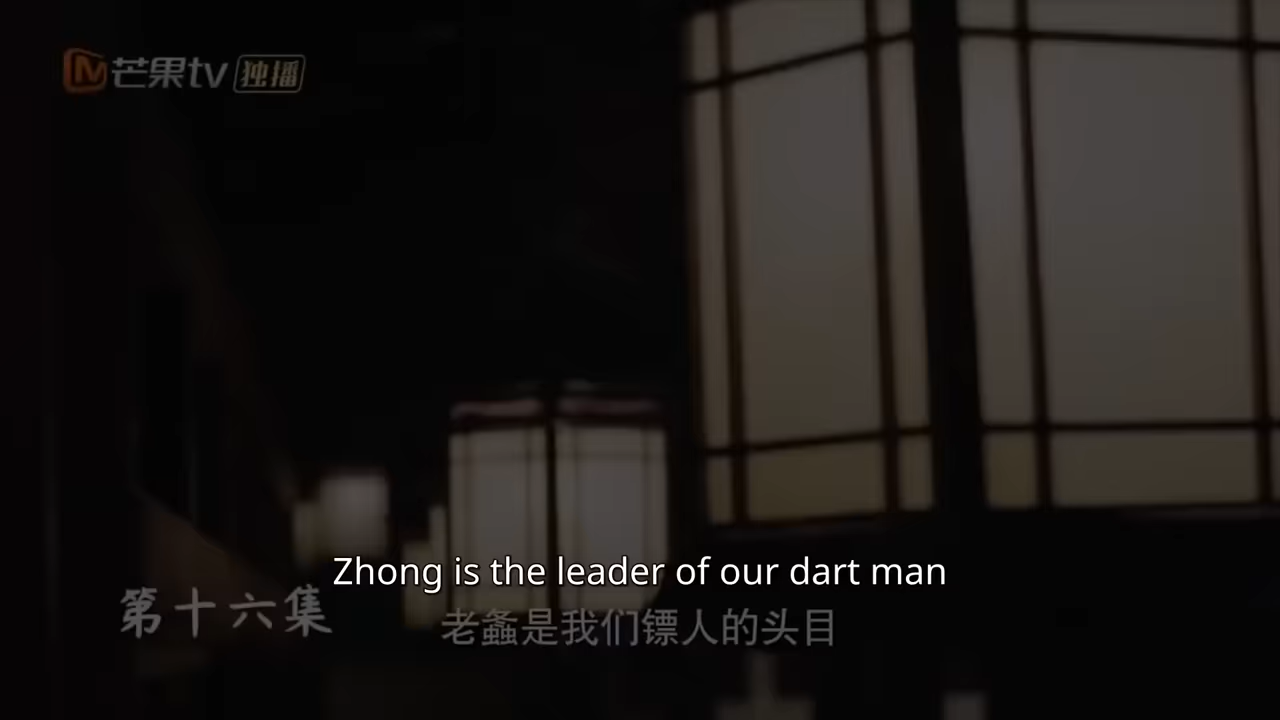 芒果tv 独播
Zhong is the leader of our dart man
第十六集
老螽是我们镖人的头目